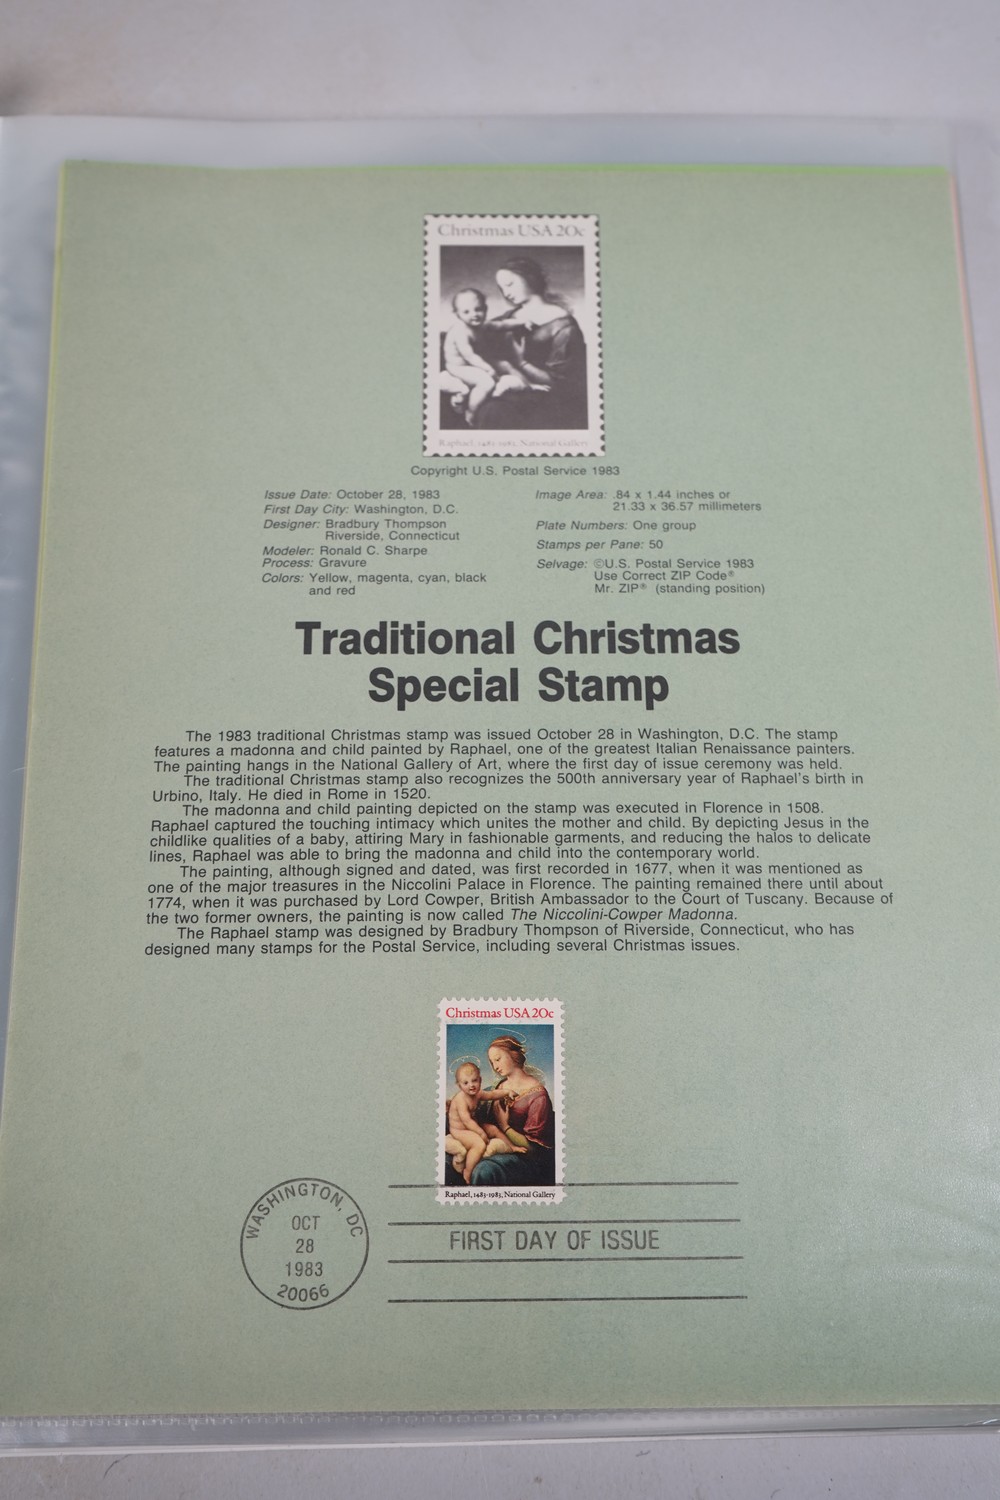 Christmas USA 20c
Raphael, 1483-1983, National Gallery
Copyright U.S. Postal Service 1983
Issue Date: October 28, 1983
First Day City: Washington, D.C.
Designer: Bradbury Thompson
Riverside, Connecticut
Modeler: Ronald C. Sharpe
Process: Gravure
Colors: Yellow, magenta, cyan, black
and red
Image Area: .84 x 1.44 inches or
21.33 x 36.57 millimeters
Plate Numbers: One group
Stamps per Pane: 50
Selvage: ©U.S. Postal Service 1983
Use Correct ZIP Code®
Mr. ZIP® (standing position)
Traditional Christmas
Special Stamp
The 1983 traditional Christmas stamp was issued October 28 in Washington, D.C. The stamp
features a madonna and child painted by Raphael, one of the greatest Italian Renaissance painters.
The painting hangs in the National Gallery of Art, where the first day of issue ceremony was held.
The traditional Christmas stamp also recognizes the 500th anniversary year of Raphael's birth in
Urbino, Italy. He died in Rome in 1520.
The madonna and child painting depicted on the stamp was executed in Florence in 1508.
Raphael captured the touching intimacy which unites the mother and child. By depicting Jesus in the
childlike qualities of a baby, attiring Mary in fashionable garments, and reducing the halos to delicate
lines, Raphael was able to bring the madonna and child into the contemporary world.
The painting, although signed and dated, was first recorded in 1677, when it was mentioned as
one of the major treasures in the Niccolini Palace in Florence. The painting remained there until about
1774, when it was purchased by Lord Cowper, British Ambassador to the Court of Tuscany. Because of
the two former owners, the painting is now called The Niccolini-Cowper Madonna.
The Raphael stamp was designed by Bradbury Thompson of Riverside, Connecticut, who has
designed many stamps for the Postal Service, including several Christmas issues.
Christmas USA 20c
Raphael, 1483-1983, National Gallery
WASHINGTON, DC
OCT
28
1983
20066
FIRST DAY OF ISSUE